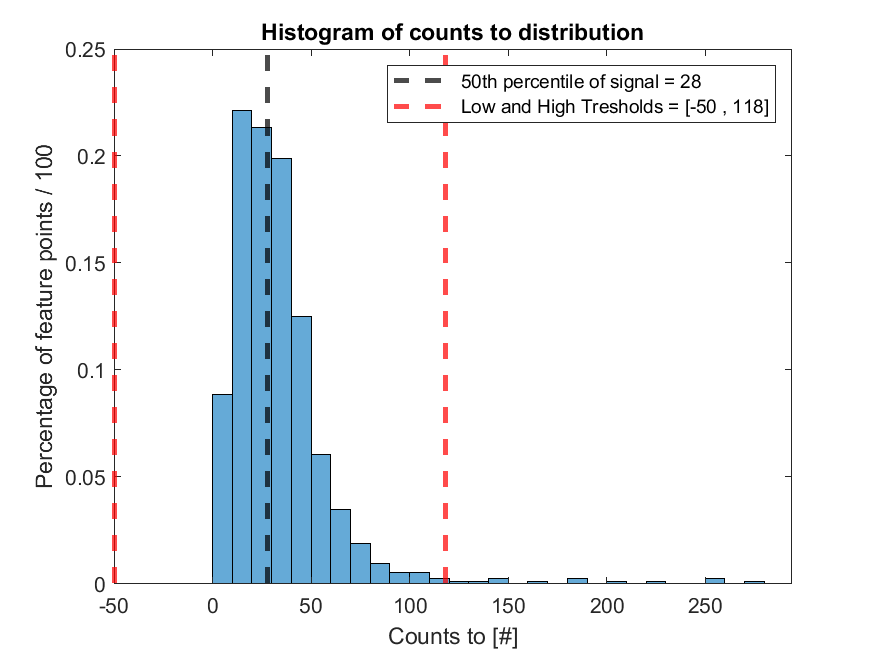 Histogram of counts to distribution
50th percentile of signal = 28
Low and High Tresholds = [-50 , 118]
Percentage of feature points / 100
0.25
0.2
0.15
0.1
0.05
0
-50 0 50 100 150 200 250
Counts to [#]